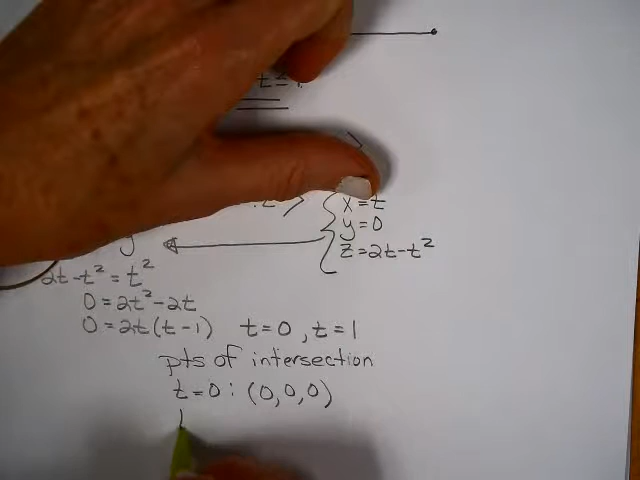 x=t
y=0
z=2t-t²
2t-t²=t²
0=2t²-2t
0=2t(t-1) t=0, t=1
pts of intersection
t=0: (0,0,0)